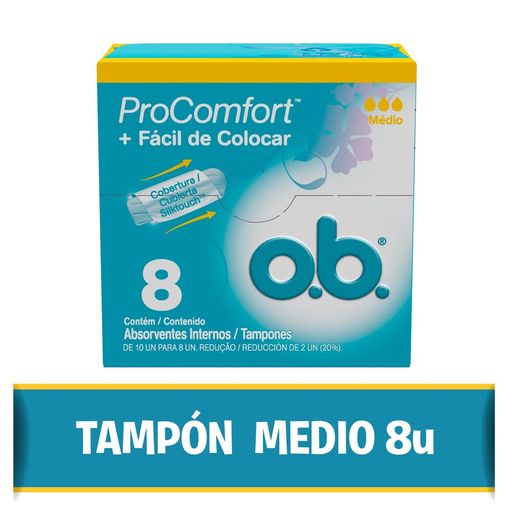 ProComfort™
+ Fácil de Colocar
Médio
Cobertura /
Cubierta
Silktouch™
o.b.®
8
Contém / Contenido
Absorventes Internos / Tampones
DE 10 UN PARA 8 UN. REDUÇÃO / REDUCCIÓN DE 2 UN (20%).
TAMPÓN MEDIO 8u